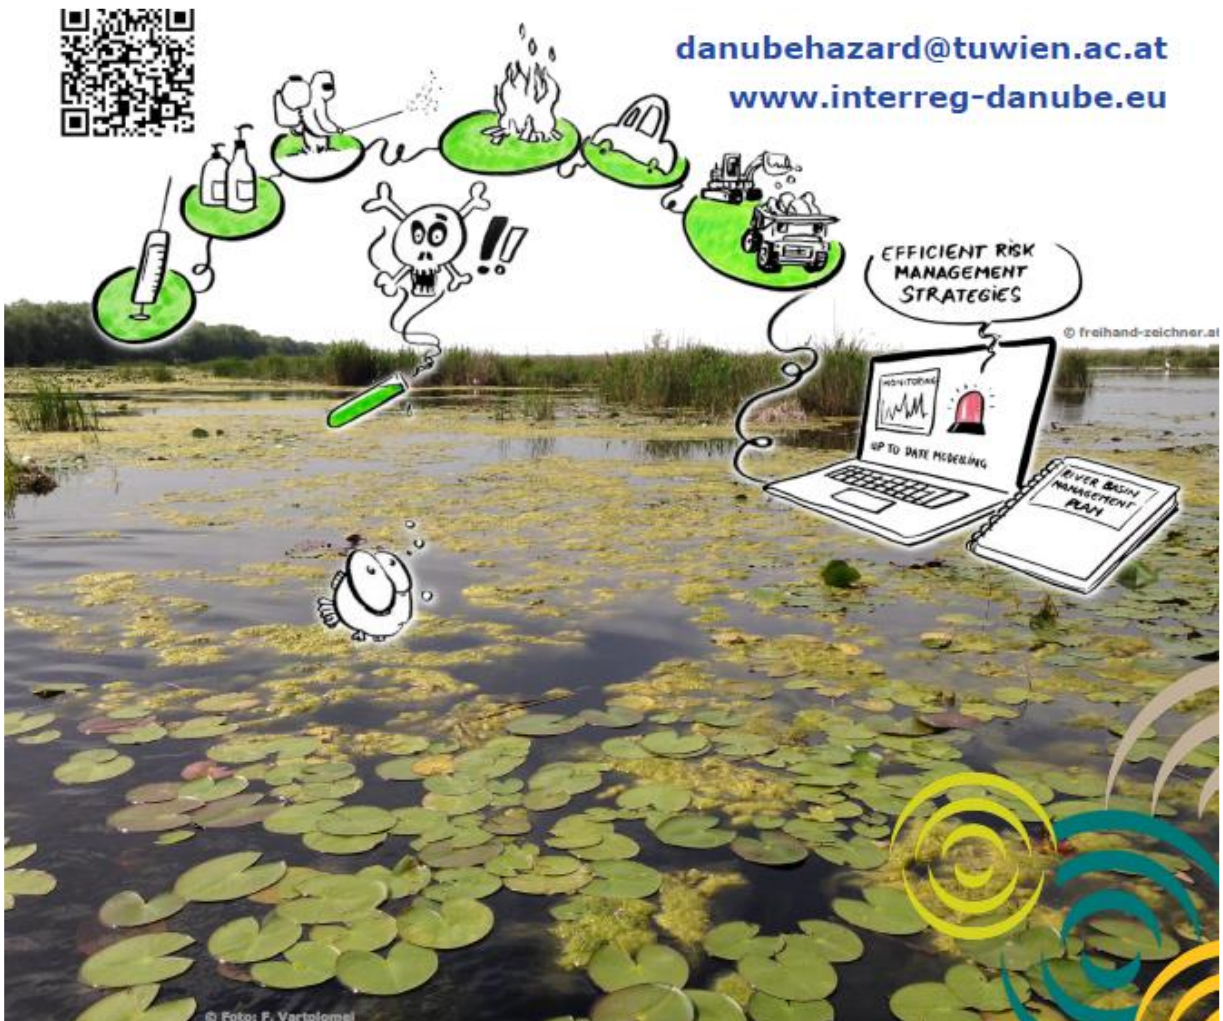 danubehazard@tuwien.ac.at
www.interreg-danube.eu
EFFICIENT RISK
MANAGEMENT
STRATEGIES
© freihand-zeichner.at
MONITORING
UP TO DATE MODELLING
RIVER BASIN
MANAGEMENT
PLAN
© Foto: F. Vartolomei